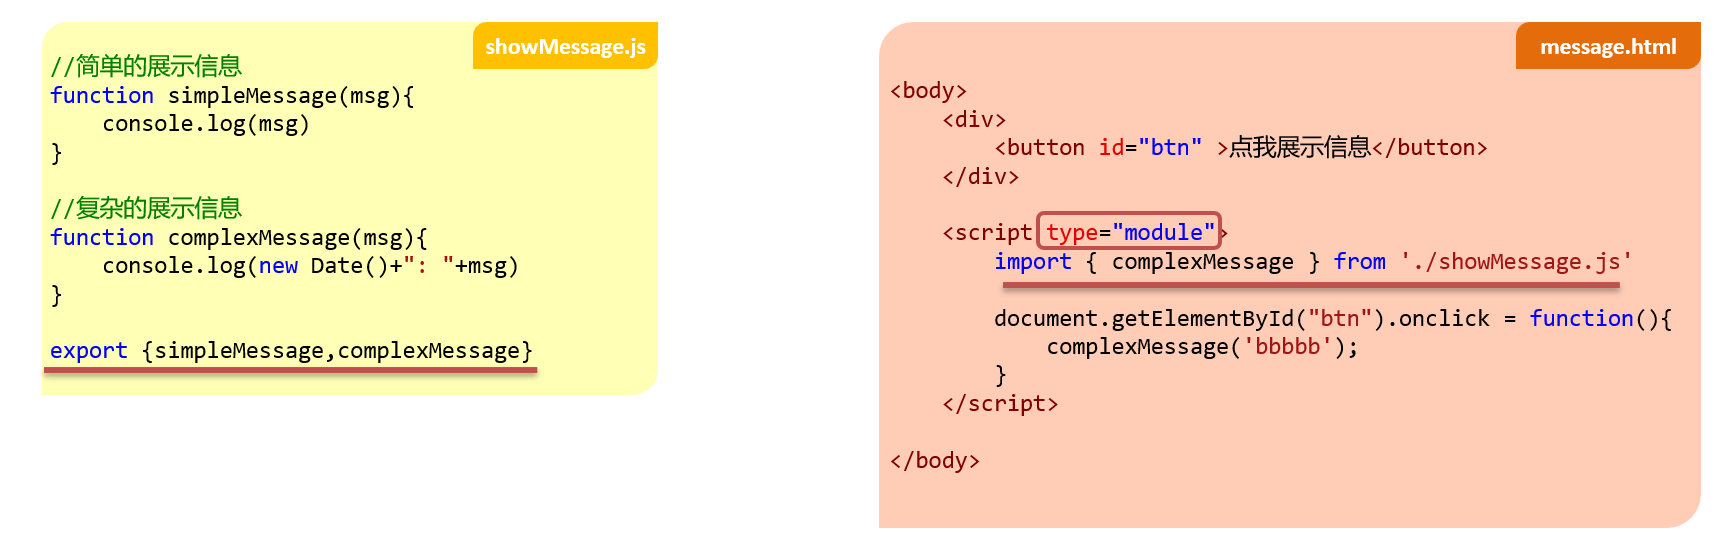 showMessage.js
//简单的展示信息
function simpleMessage(msg){
    console.log(msg)
}
//复杂的展示信息
function complexMessage(msg){
    console.log(new Date()+": "+msg)
}
export {simpleMessage,complexMessage}
message.html
<body>
    <div>
        <button id="btn" >点我展示信息</button>
    </div>
    <script type="module">
        import { complexMessage } from './showMessage.js'
        document.getElementById("btn").onclick = function(){
            complexMessage('bbbbb');
        }
    </script>
</body>